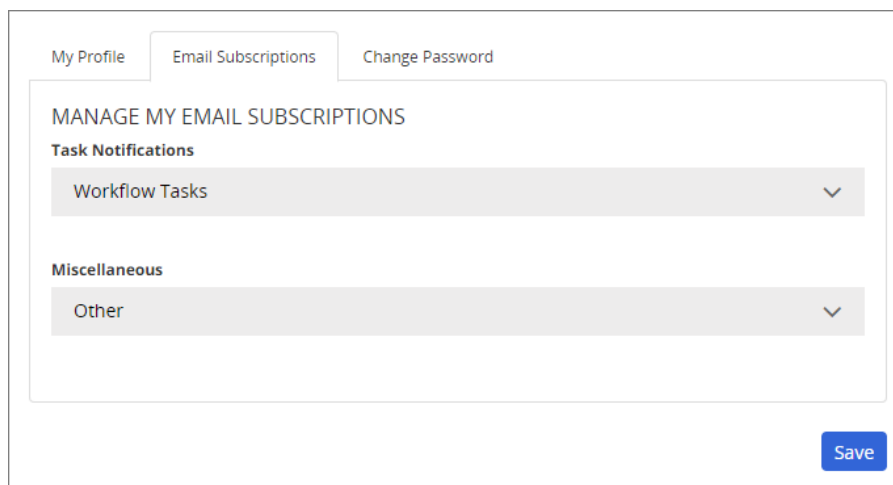 My Profile Email Subscriptions Change Password
MANAGE MY EMAIL SUBSCRIPTIONS
Task Notifications
Workflow Tasks
Miscellaneous
Other
Save